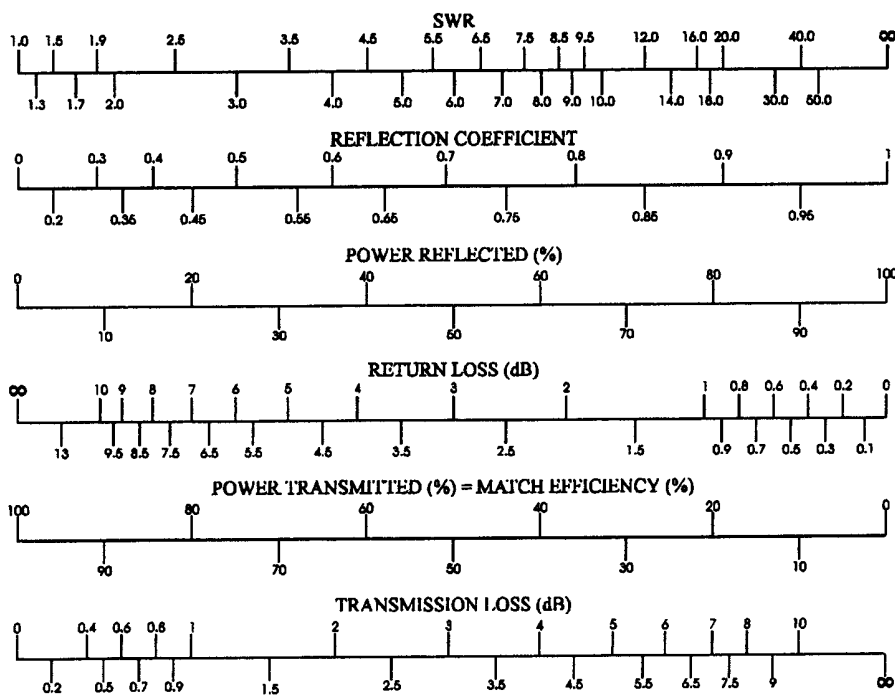 SWR
1.0 1.5 1.9 2.5 3.5 4.5 5.5 6.5 7.5 8.5 9.5 12.0 16.0 20.0 40.0 ∞
1.3 1.7 2.0 3.0 4.0 5.0 6.0 7.0 8.0 9.0 10.0 14.0 18.0 30.0 50.0
REFLECTION COEFFICIENT
0 0.3 0.4 0.5 0.6 0.7 0.8 0.9 1
0.2 0.35 0.45 0.55 0.65 0.75 0.85 0.95
POWER REFLECTED (%)
0 20 40 60 80 100
10 30 50 70 90
RETURN LOSS (dB)
∞ 10 9 8 7 6 5 4 3 2 1 0.8 0.6 0.4 0.2 0
13 9.5 8.5 7.5 6.5 5.5 4.5 3.5 2.5 1.5 0.9 0.7 0.5 0.3 0.1
POWER TRANSMITTED (%) = MATCH EFFICIENCY (%)
100 80 60 40 20 0
90 70 50 30 10
TRANSMISSION LOSS (dB)
0 0.4 0.6 0.8 1 2 3 4 5 6 7 8 10
0.2 0.5 0.7 0.9 1.5 2.5 3.5 4.5 5.5 6.5 7.5 9 ∞